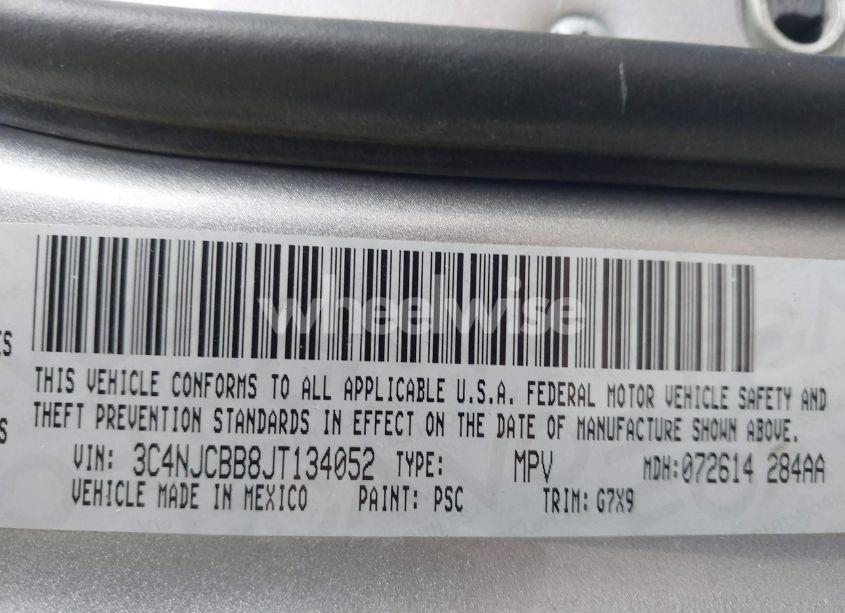 wheelwise
ES
THIS VEHICLE CONFORMS TO ALL APPLICABLE U.S.A. FEDERAL MOTOR VEHICLE SAFETY AND
THEFT PREVENTION STANDARDS IN EFFECT ON THE DATE OF MANUFACTURE SHOWN ABOVE.
S
VIN: 3C4NJCBB8JT134052 TYPE: MPV MDH:072614 284AA
VEHICLE MADE IN MEXICO PAINT: PSC TRIM: G7X9